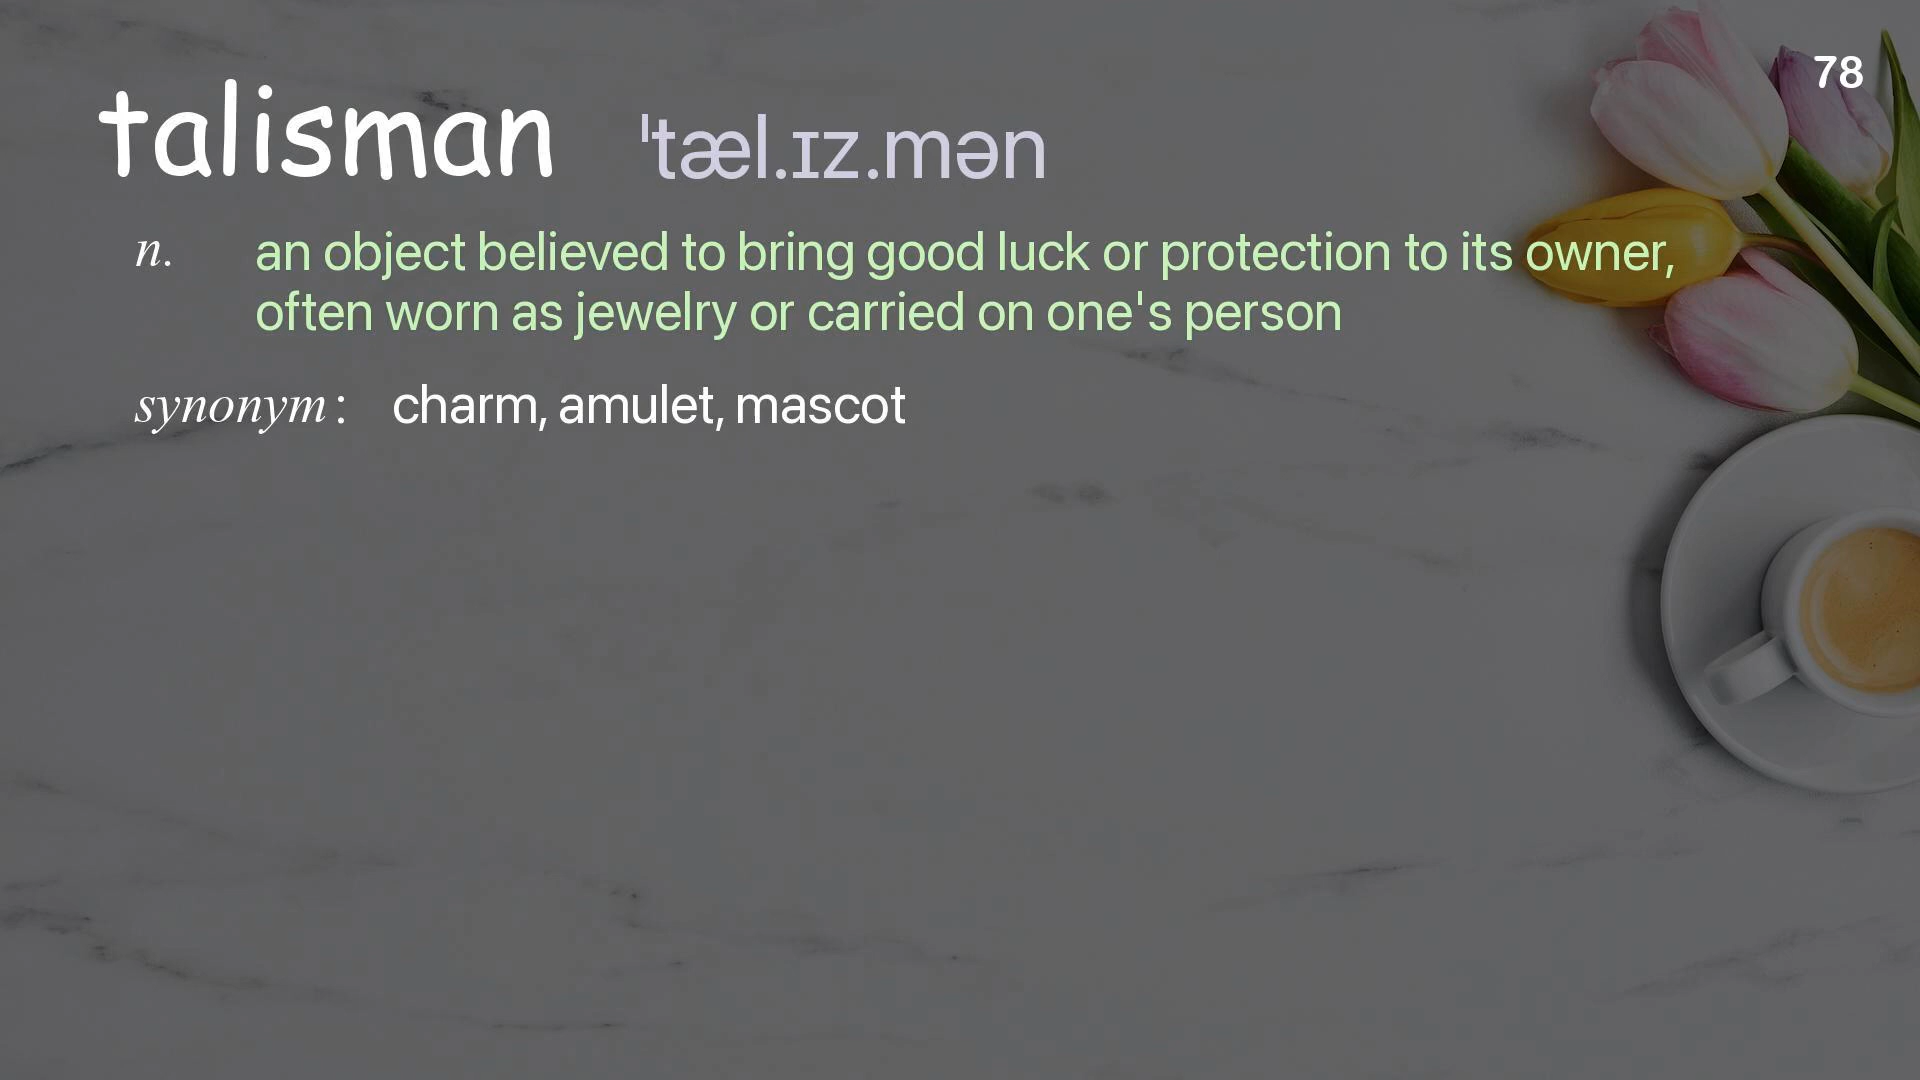 78
talisman ˈtæl.ɪz.mən
n. an object believed to bring good luck or protection to its owner,
often worn as jewelry or carried on one's person
synonym: charm, amulet, mascot